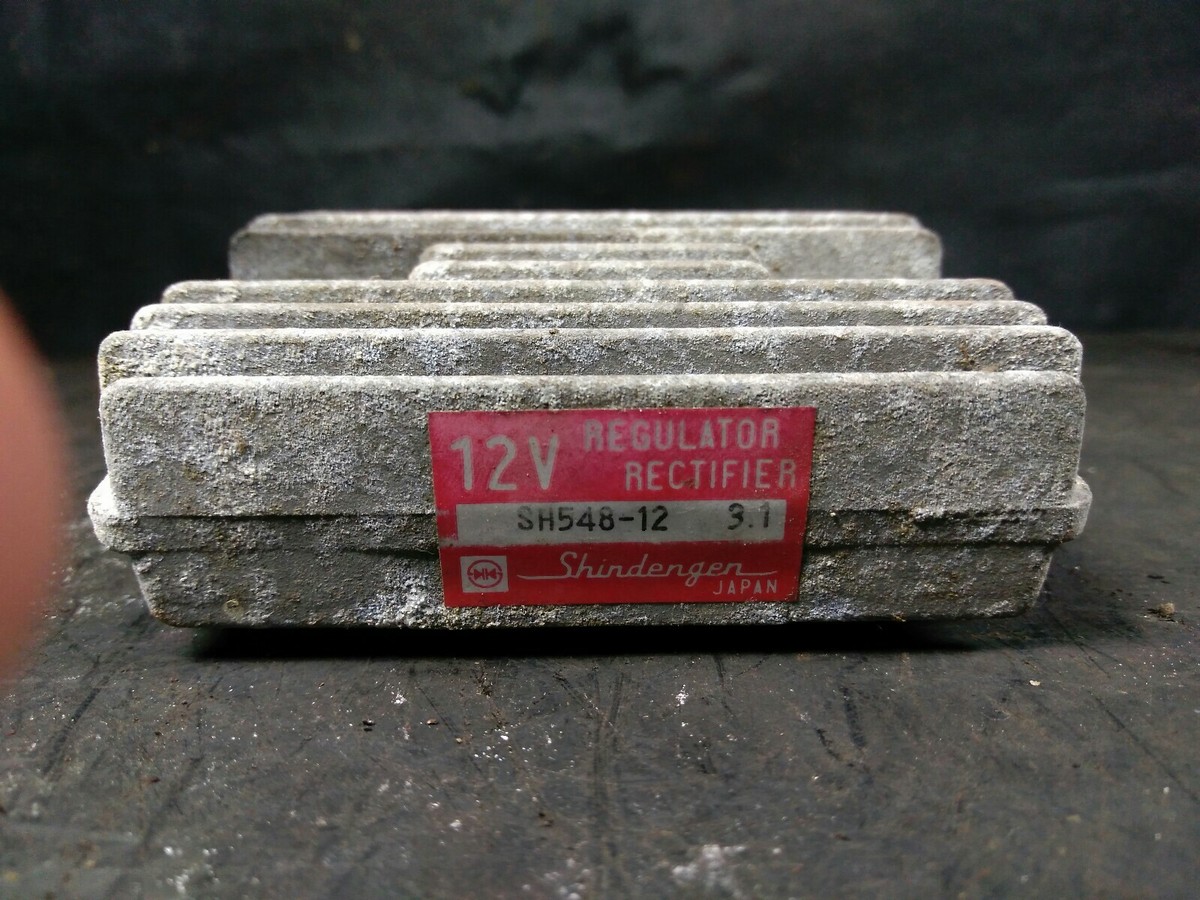 12V REGULATOR
RECTIFIER
SH548-12 3.1
Shindengen
JAPAN